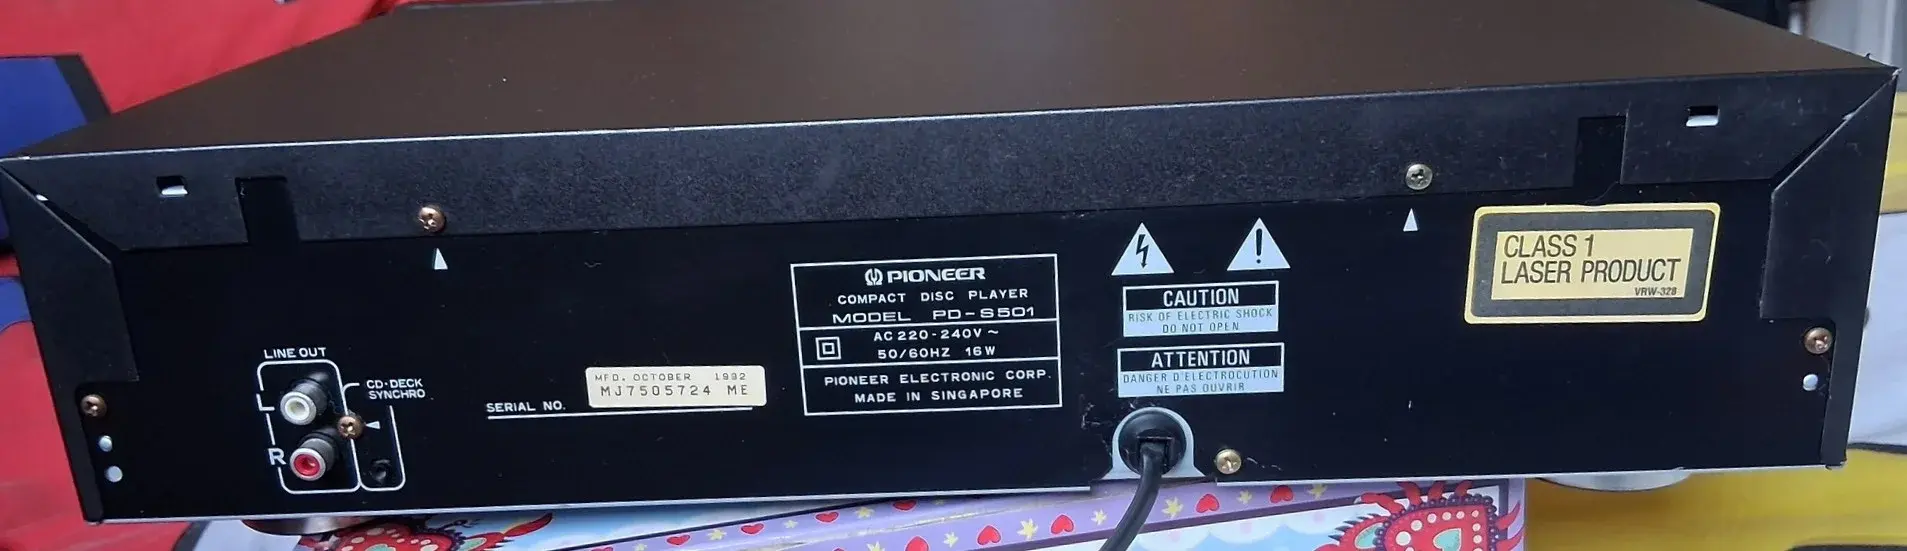 LINE OUT
L
R
CD·DECK
SYNCHRO
SERIAL NO.
MFD. OCTOBER 1992
MJ7505724 ME
PIONEER
COMPACT DISC PLAYER
MODEL PD-S501
AC 220-240V ~
50/60HZ 16W
PIONEER ELECTRONIC CORP.
MADE IN SINGAPORE
CAUTION
RISK OF ELECTRIC SHOCK
DO NOT OPEN
ATTENTION
DANGER D'ELECTROCUTION
NE PAS OUVRIR
CLASS 1
LASER PRODUCT
VRW-328